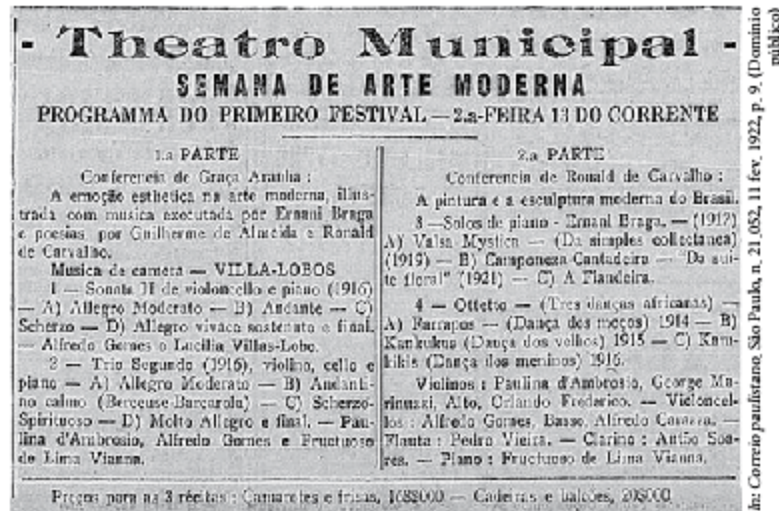 - Theatro Municipal -
SEMANA DE ARTE MODERNA
PROGRAMMA DO PRIMEIRO FESTIVAL — 2.a-FEIRA 13 DO CORRENTE
1.a PARTE
Conferencia de Graça Aranha :
A emoção esthetica na arte moderna, illus-
trada com musica executada por Ernani Braga
e poesias, por Guilherme de Almeida e Ronald
de Carvalho.
Musica de camera — VILLA-LOBOS
1 — Sonata II de violoncello e piano (1916)
— A) Allegro Moderato — B) Andante — C)
Scherzo — D) Allegro vivace sostenuto e final.
— Alfredo Gomes e Lucilia Villas-Lobo.
2 — Trio Segundo (1916), violino, cello e
piano — A) Allegro Moderato — B) Andanti-
no calmo (Berceuse-Barcarola) — C) Scherzo-
Spirituoso — D) Molto Allegro e final. — Pau-
lina d'Ambrosio, Alfredo Gomes e Fructuoso
de Lima Vianna.
2.a PARTE
Conferencia de Ronald de Carvalho :
A pintura e a esculptura moderna do Brasil.
3 —Solos de piano - Ernani Braga. — (1917)
A) Valsa Mystica — (Da simples collectanea)
(1919) — B) Camponeza Cantadeira — "Da sui-
te floral" (1921) — C) A Fiandeira.
4 — Ottetto — (Tres danças africanas) —
A) Farrapos — (Dança dos moços) 1914 — B)
Kankukus (Dança dos velhos) 1915 — C) Kan-
kikis (Dança dos meninos) 1916.
Violinos : Paulina d'Ambrosio, George Ma-
rinuzzi, Alto, Orlando Frederico. — Violoncel-
los : Alfredo Gomes, Basso, Alfredo —
Flauta : Pedro Vieira. — Clarino : Antão Soa-
res. — Piano : Fructuoso de Lima Vianna.
Preços para as 3 récitas : Camarotes e frisas, — Cadeiras e balcões, 20$000
In: Correio paulistano, São Paulo, n. 21.052, 11 fev. 1922, p. 9. (Domínio
público)